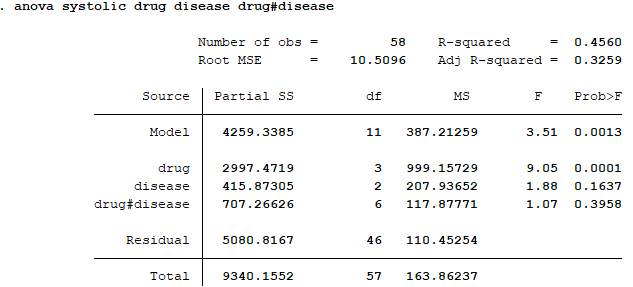 . anova systolic drug disease drug#disease
Number of obs = 58 R-squared = 0.4560
Root MSE = 10.5096 Adj R-squared = 0.3259
Source Partial SS df MS F Prob>F
Model 4259.3385 11 387.21259 3.51 0.0013
drug 2997.4719 3 999.15729 9.05 0.0001
disease 415.87305 2 207.93652 1.88 0.1637
drug#disease 707.26626 6 117.87771 1.07 0.3958
Residual 5080.8167 46 110.45254
Total 9340.1552 57 163.86237